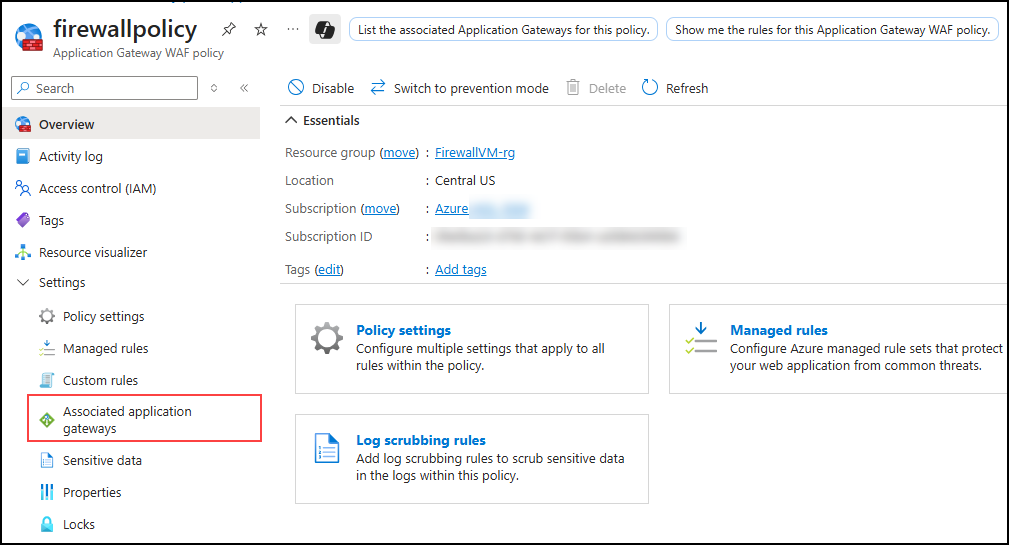 firewallpolicy
Application Gateway WAF policy
List the associated Application Gateways for this policy.
Show me the rules for this Application Gateway WAF policy.
Search
Overview
Activity log
Access control (IAM)
Tags
Resource visualizer
Settings
Policy settings
Managed rules
Custom rules
Associated application
gateways
Sensitive data
Properties
Locks
Disable
Switch to prevention mode
Delete
Refresh
Essentials
Resource group (move) : FirewallVM-rg
Location : Central US
Subscription (move) : Azure
Subscription ID :
Tags (edit) : Add tags
Policy settings
Configure multiple settings that apply to all
rules within the policy.
Managed rules
Configure Azure managed rule sets that protect
your web application from common threats.
Log scrubbing rules
Add log scrubbing rules to scrub sensitive data
in the logs within this policy.